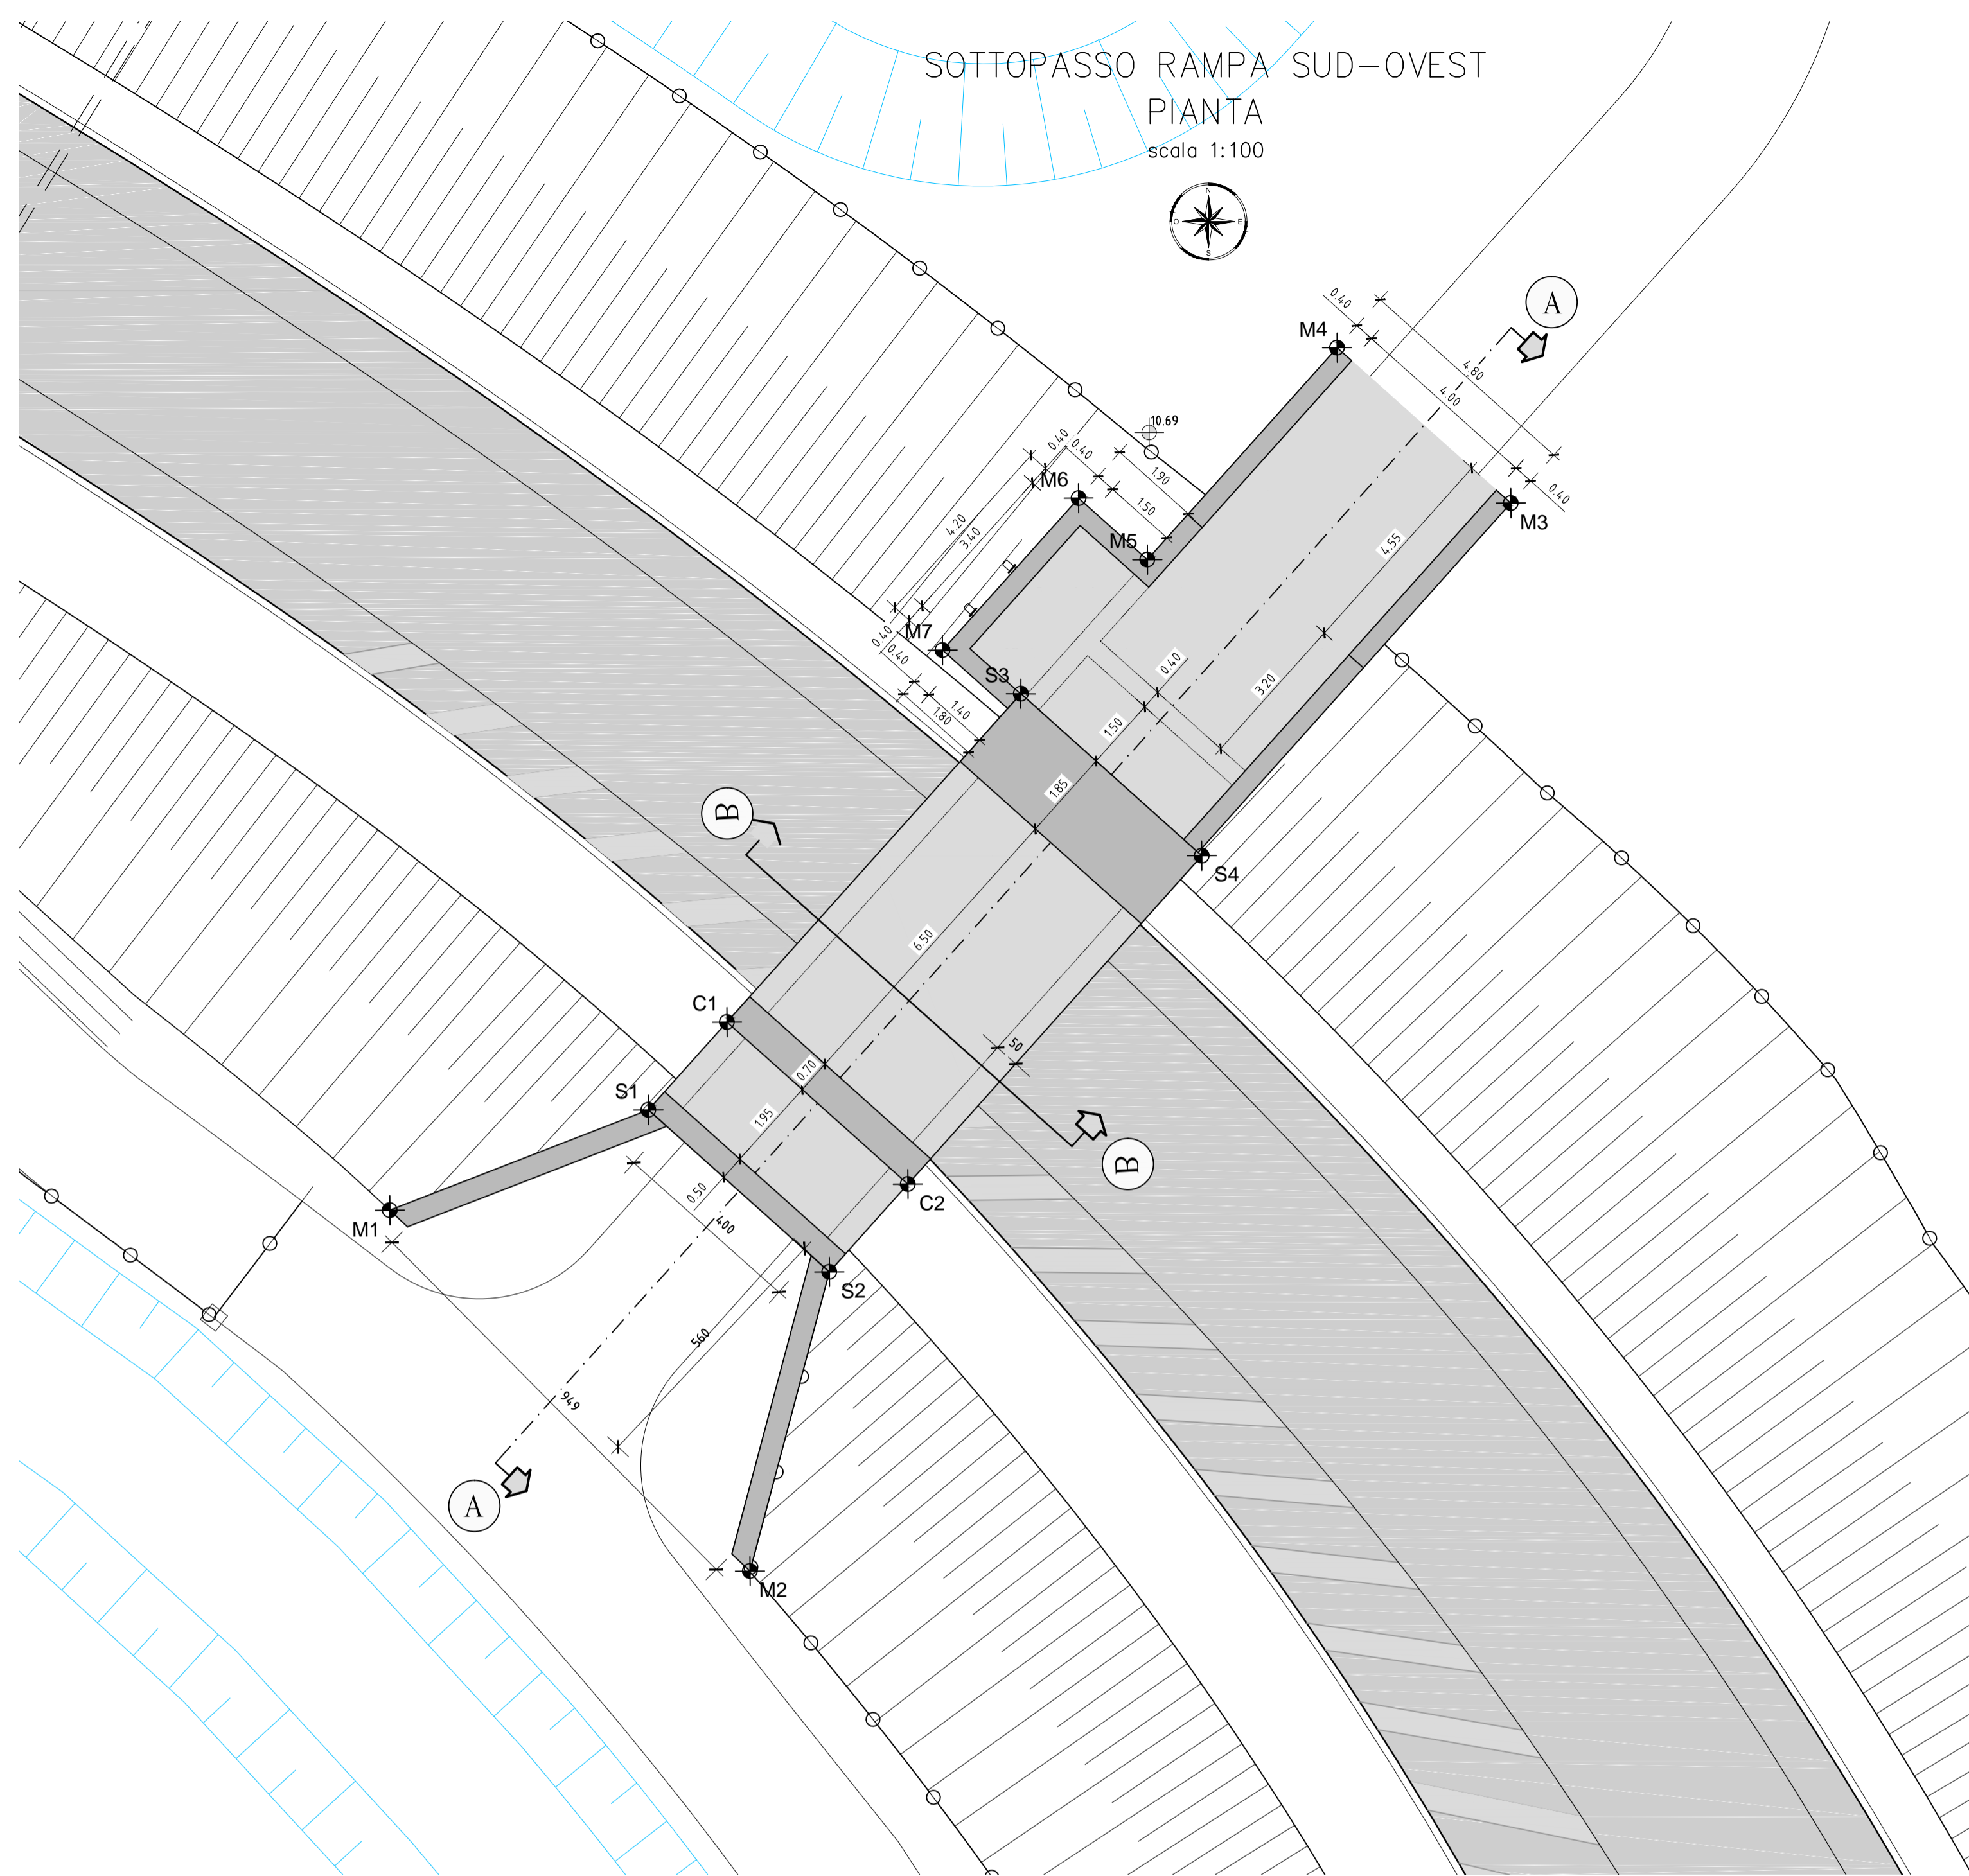 SOTTOPASSO RAMPA SUD-OVEST
PIANTA
scala 1:100
N
O
E
S
A
0.40
M4
4.80
4.00
0.40
M3
10.69
0.40
0.40
1.90
M6
1.50
M5
4.20
3.40
4.55
M7
0.40
0.40
S3
0.40
3.20
1.40
1.80
1.50
1.85
B
S4
6.50
C1
50
0.70
S1
1.95
B
0.50
C2
400
M1
S2
560
949
A
M2